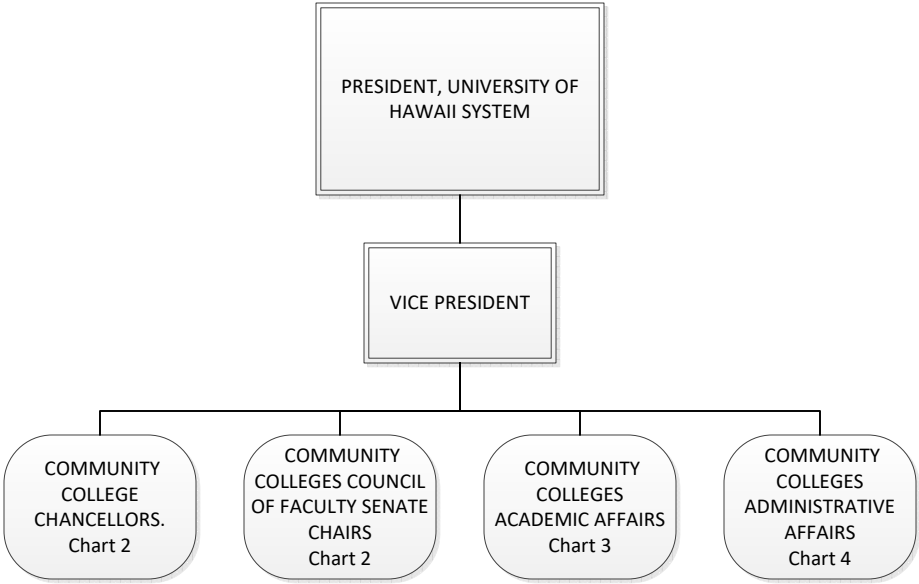 PRESIDENT, UNIVERSITY OF
HAWAII SYSTEM
VICE PRESIDENT
COMMUNITY
COLLEGE
CHANCELLORS.
Chart 2
COMMUNITY
COLLEGES COUNCIL
OF FACULTY SENATE
CHAIRS
Chart 2
COMMUNITY
COLLEGES
ACADEMIC AFFAIRS
Chart 3
COMMUNITY
COLLEGES
ADMINISTRATIVE
AFFAIRS
Chart 4